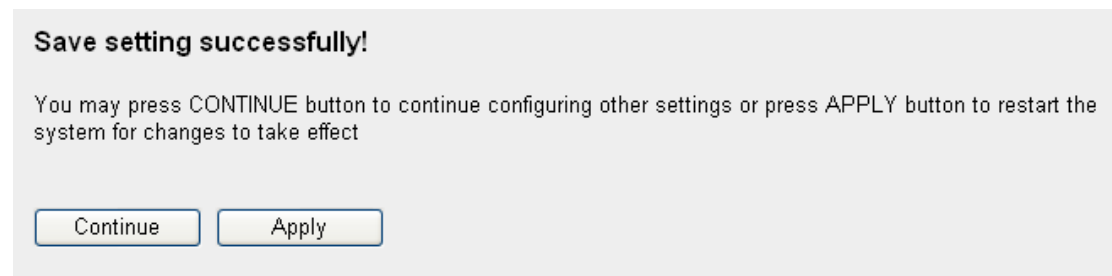 Save setting successfully!
You may press CONTINUE button to continue configuring other settings or press APPLY button to restart the
system for changes to take effect
Continue
Apply